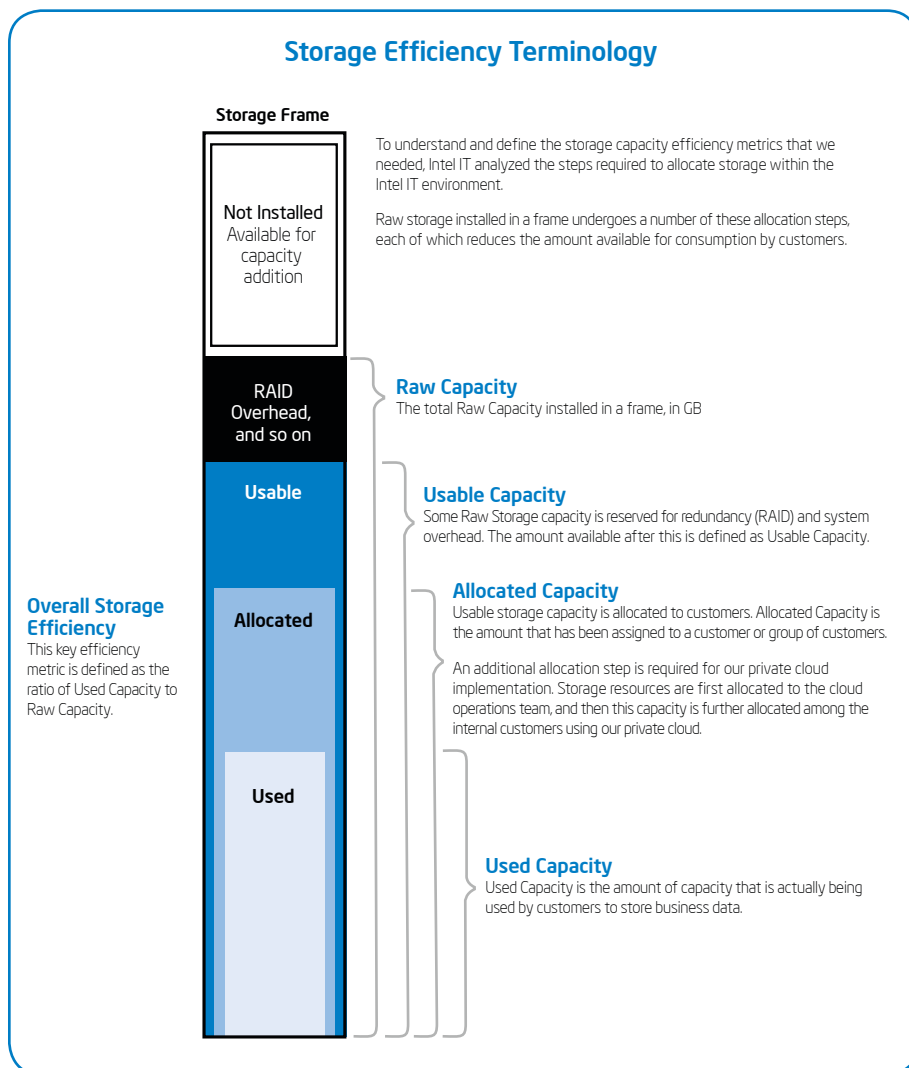 Storage Efficiency Terminology
Storage Frame
To understand and define the storage capacity efficiency metrics that we
needed, Intel IT analyzed the steps required to allocate storage within the
Intel IT environment.
Raw storage installed in a frame undergoes a number of these allocation steps,
each of which reduces the amount available for consumption by customers.
Not Installed
Available for
capacity
addition
RAID
Overhead,
and so on
Raw Capacity
The total Raw Capacity installed in a frame, in GB
Usable
Usable Capacity
Some Raw Storage capacity is reserved for redundancy (RAID) and system
overhead. The amount available after this is defined as Usable Capacity.
Overall Storage
Efficiency
This key efficiency
metric is defined as the
ratio of Used Capacity to
Raw Capacity.
Allocated
Allocated Capacity
Usable storage capacity is allocated to customers. Allocated Capacity is
the amount that has been assigned to a customer or group of customers.
An additional allocation step is required for our private cloud
implementation. Storage resources are first allocated to the cloud
operations team, and then this capacity is further allocated among the
internal customers using our private cloud.
Used
Used Capacity
Used Capacity is the amount of capacity that is actually being
used by customers to store business data.